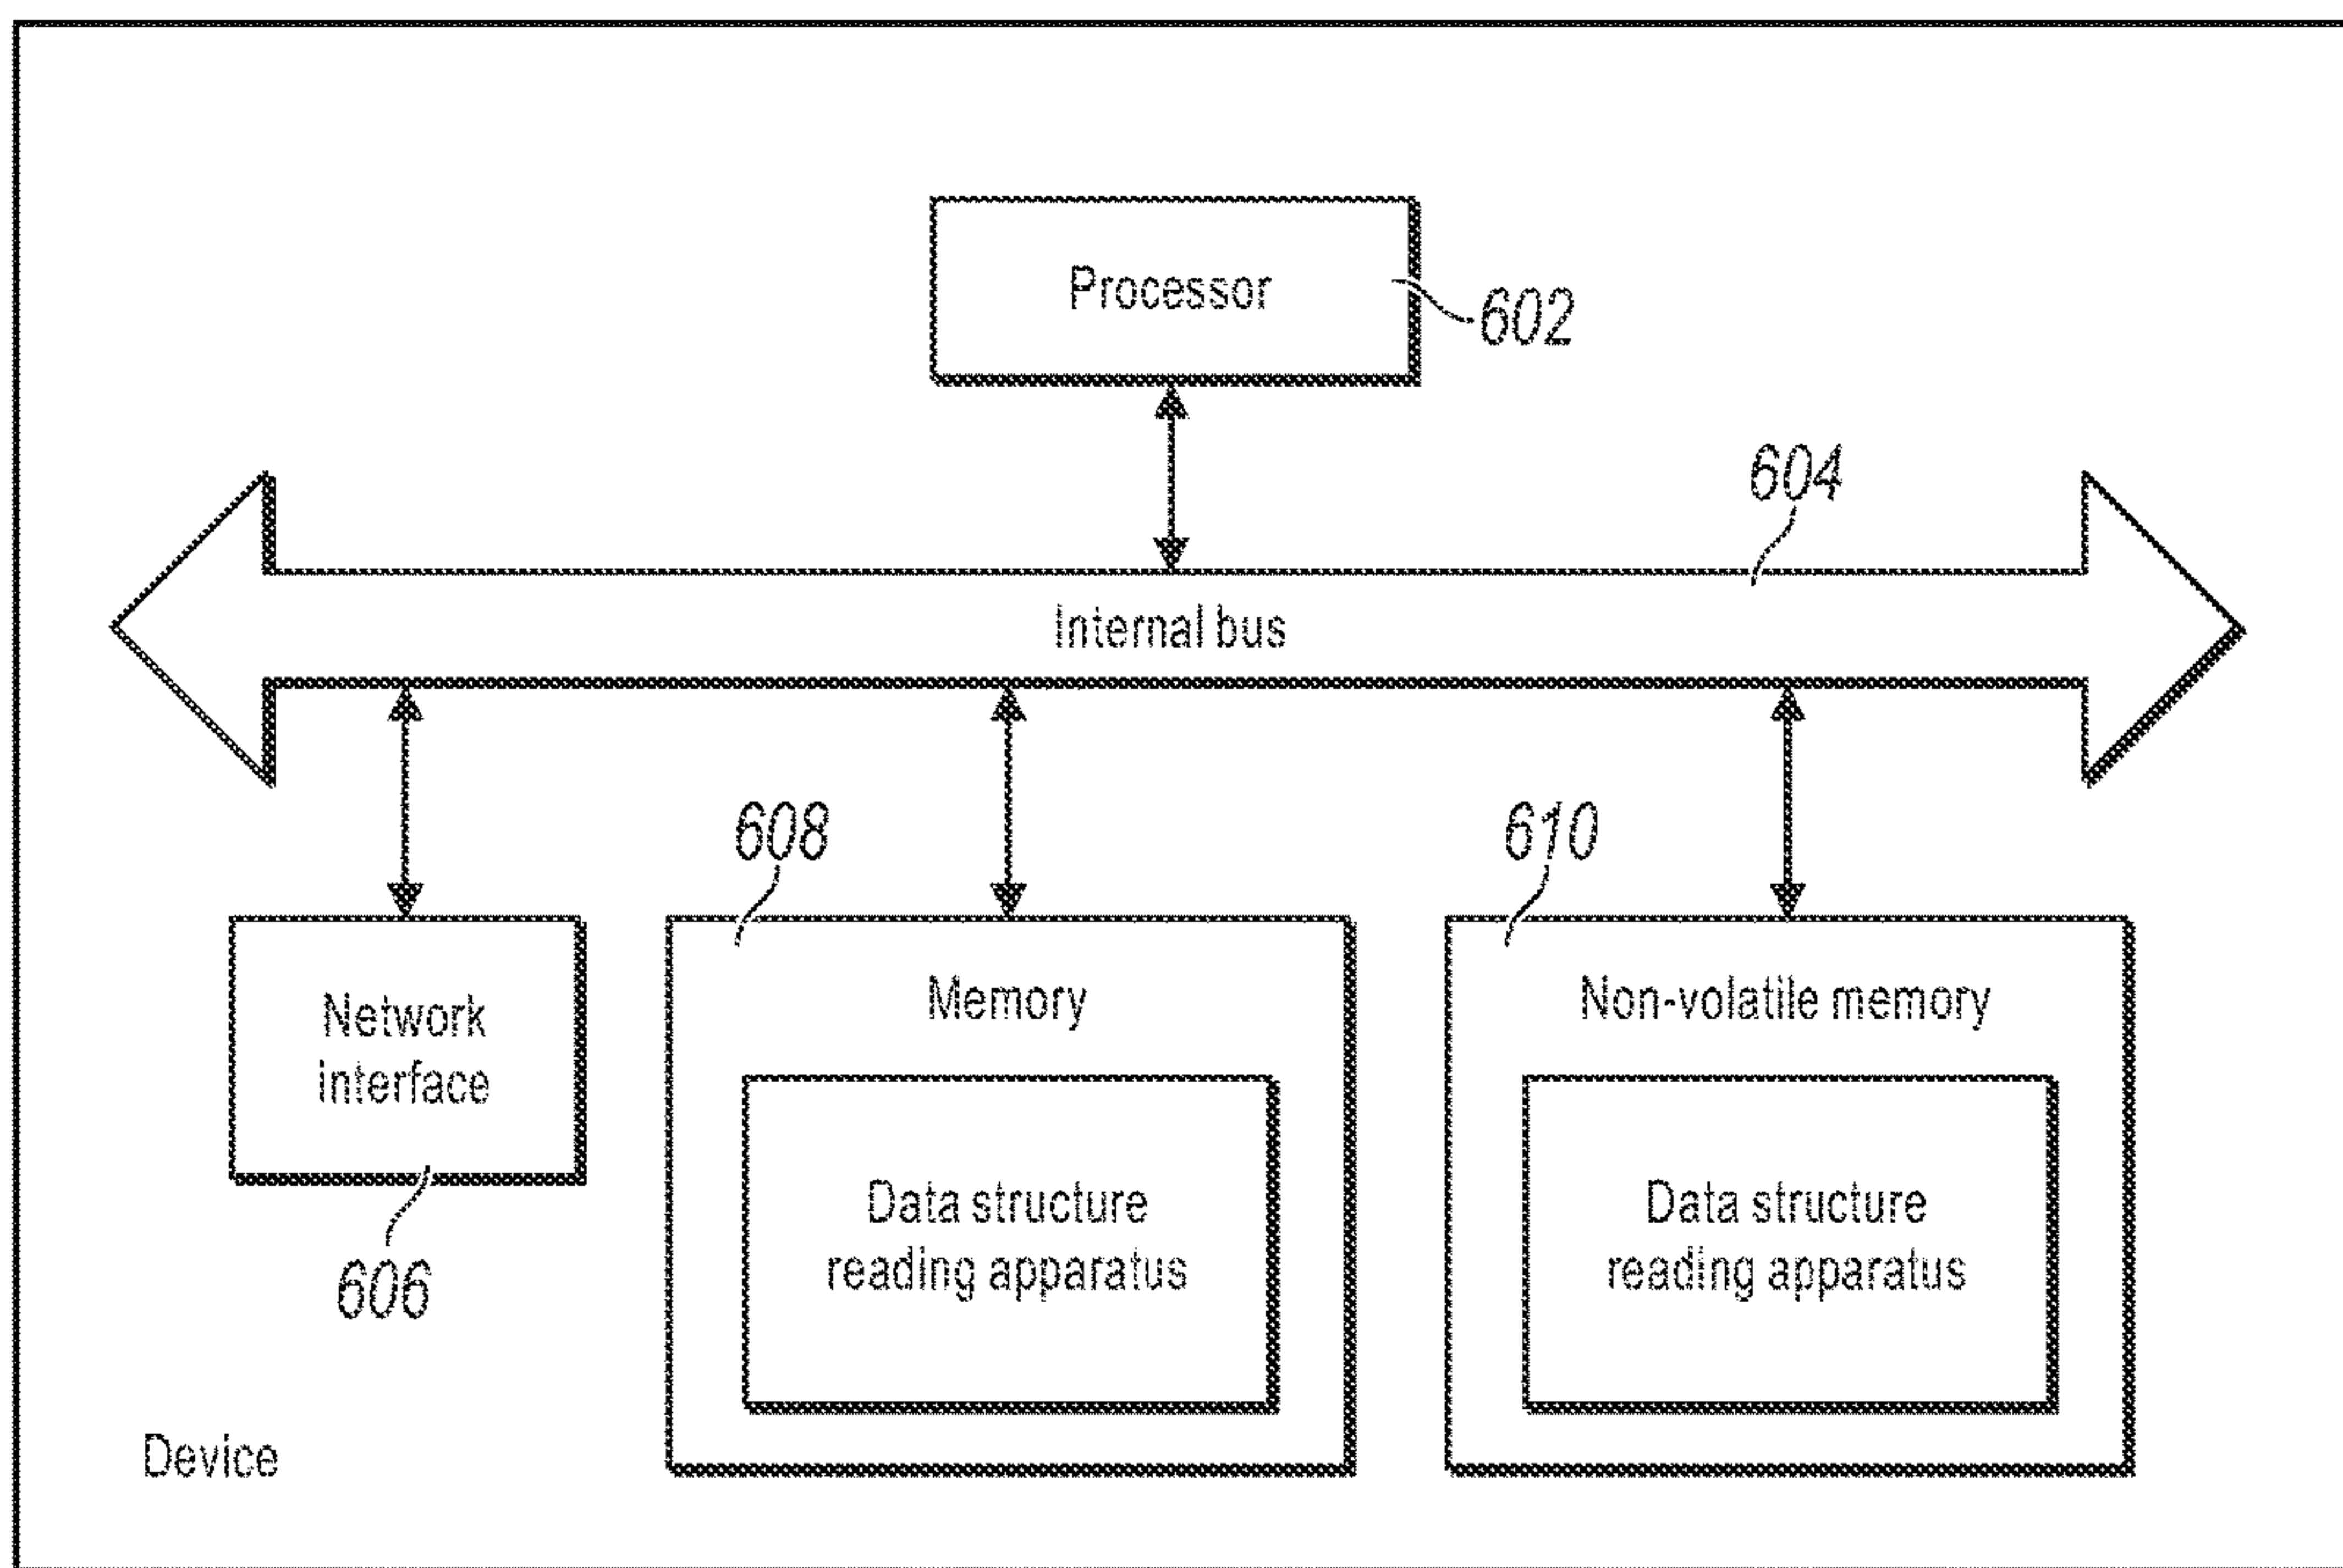 Processor
602
604
Internal bus
608
610
Network
interface
606
Memory
Data structure
reading apparatus
Non-volatile memory
Data structure
reading apparatus
Device